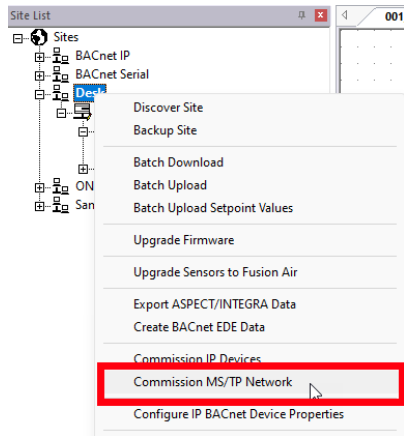 Site List
001
Sites
BACnet IP
BACnet Serial
Desk
ON
San
Discover Site
Backup Site
Batch Download
Batch Upload
Batch Upload Setpoint Values
Upgrade Firmware
Upgrade Sensors to Fusion Air
Export ASPECT/INTEGRA Data
Create BACnet EDE Data
Commission IP Devices
Commission MS/TP Network
Configure IP BACnet Device Properties